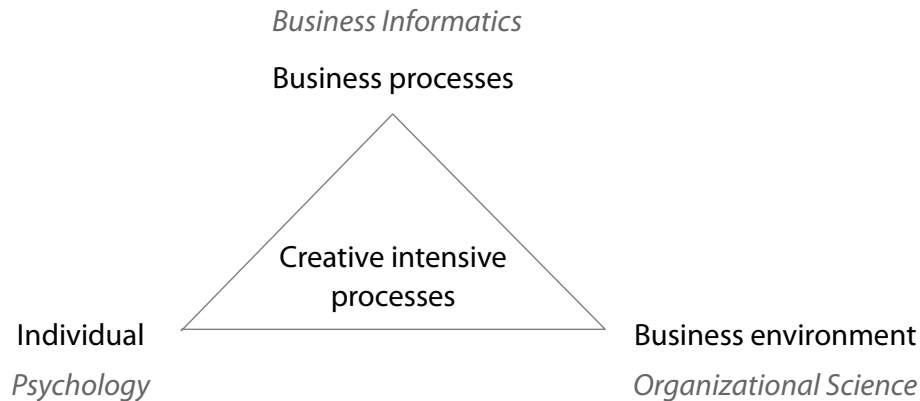 Business Informatics
Business processes
Creative intensive
processes
Individual
Business environment
Psychology
Organizational Science